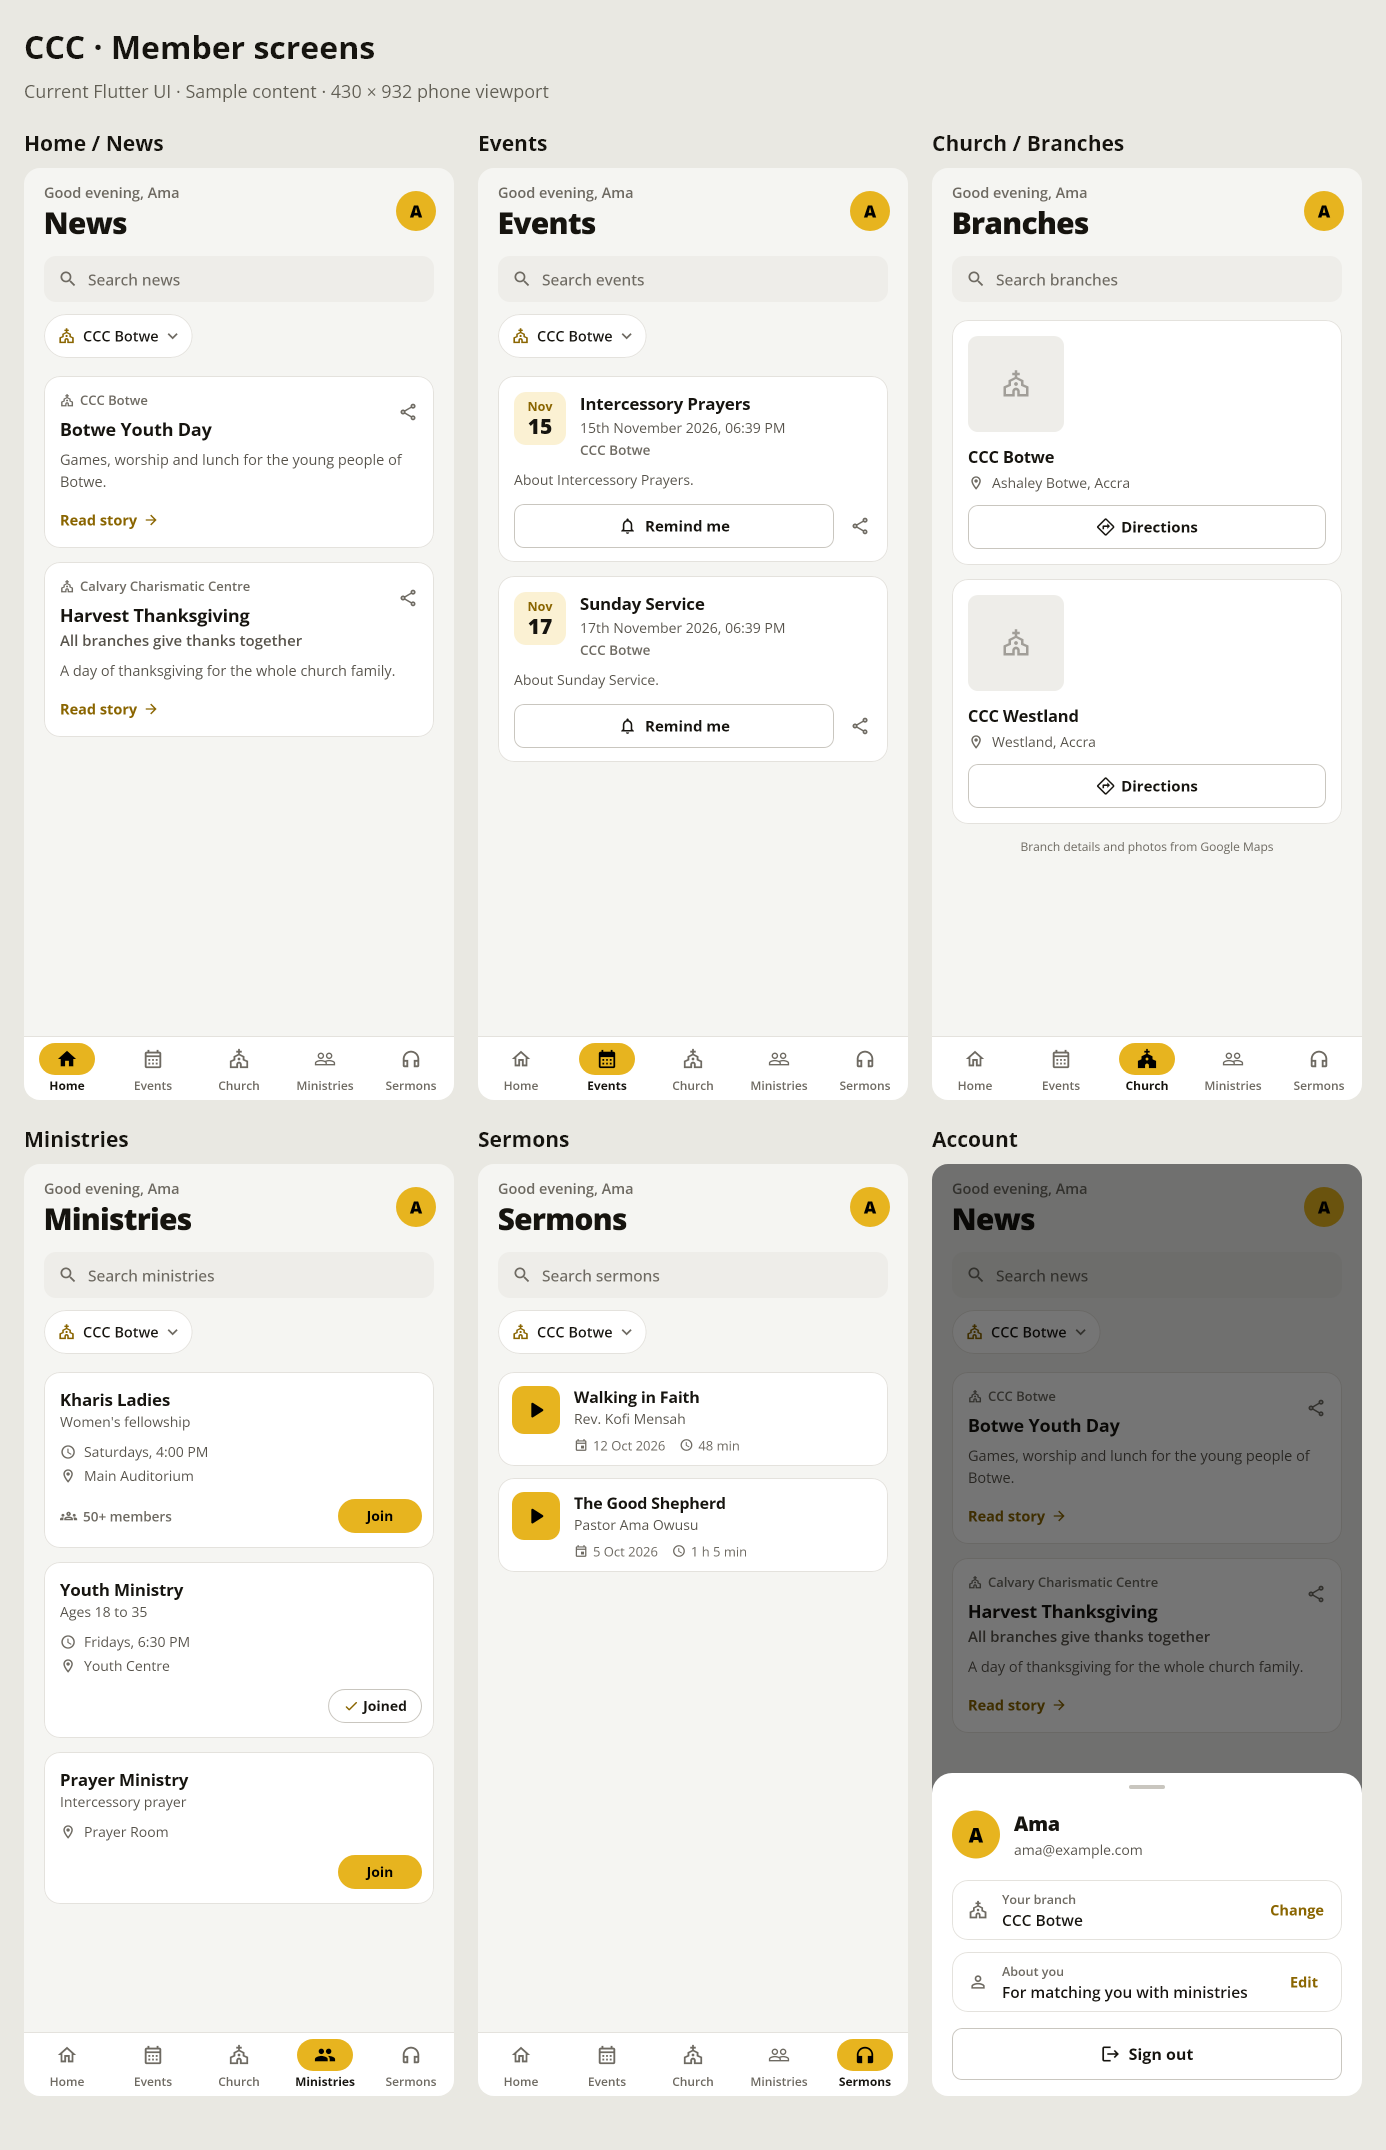 CCC · Member screens
Current Flutter UI · Sample content · 430 × 932 phone viewport
Home / News
Good evening, Ama
News
A
Search news
CCC Botwe
CCC Botwe
Botwe Youth Day
Games, worship and lunch for the young people of
Botwe.
Read story
Calvary Charismatic Centre
Harvest Thanksgiving
All branches give thanks together
A day of thanksgiving for the whole church family.
Read story
Home
Events
Church
Ministries
Sermons
Events
Good evening, Ama
Events
A
Search events
CCC Botwe
Nov
15
Intercessory Prayers
15th November 2026, 06:39 PM
CCC Botwe
About Intercessory Prayers.
Remind me
Nov
17
Sunday Service
17th November 2026, 06:39 PM
CCC Botwe
About Sunday Service.
Remind me
Home
Events
Church
Ministries
Sermons
Church / Branches
Good evening, Ama
Branches
A
Search branches
CCC Botwe
Ashaley Botwe, Accra
Directions
CCC Westland
Westland, Accra
Directions
Branch details and photos from Google Maps
Home
Events
Church
Ministries
Sermons
Ministries
Good evening, Ama
Ministries
A
Search ministries
CCC Botwe
Kharis Ladies
Women's fellowship
Saturdays, 4:00 PM
Main Auditorium
50+ members
Join
Youth Ministry
Ages 18 to 35
Fridays, 6:30 PM
Youth Centre
Joined
Prayer Ministry
Intercessory prayer
Prayer Room
Join
Home
Events
Church
Ministries
Sermons
Sermons
Good evening, Ama
Sermons
A
Search sermons
CCC Botwe
Walking in Faith
Rev. Kofi Mensah
12 Oct 2026 48 min
The Good Shepherd
Pastor Ama Owusu
5 Oct 2026 1 h 5 min
Home
Events
Church
Ministries
Sermons
Account
Good evening, Ama
News
A
Search news
CCC Botwe
CCC Botwe
Botwe Youth Day
Games, worship and lunch for the young people of
Botwe.
Read story
Calvary Charismatic Centre
Harvest Thanksgiving
All branches give thanks together
A day of thanksgiving for the whole church family.
Read story
A
Ama
ama@example.com
Your branch
CCC Botwe
Change
About you
For matching you with ministries
Edit
Sign out